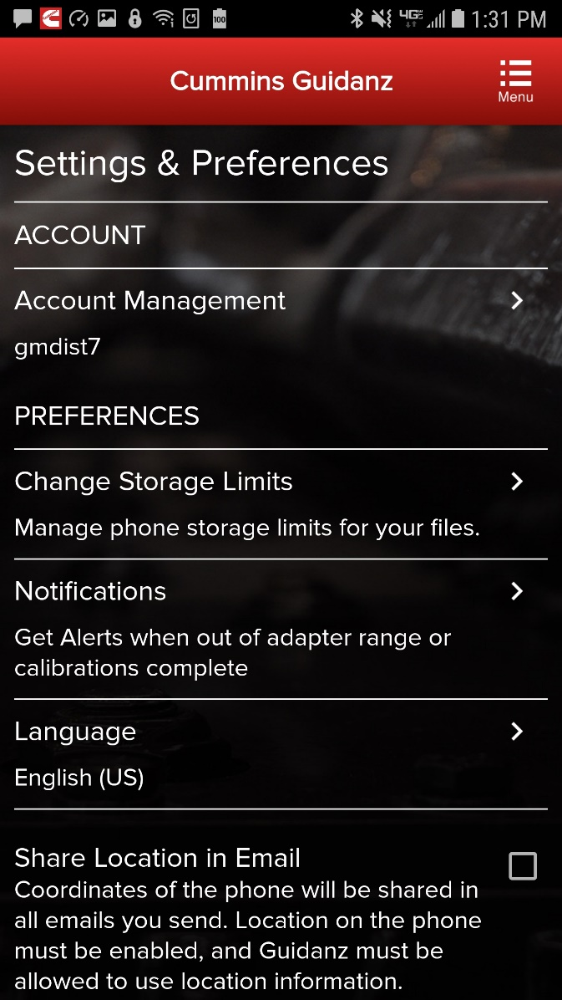 100 4G 1:31 PM
Cummins Guidanz
Menu
Settings & Preferences
ACCOUNT
Account Management
gmdist7
PREFERENCES
Change Storage Limits
Manage phone storage limits for your files.
Notifications
Get Alerts when out of adapter range or
calibrations complete
Language
English (US)
Share Location in Email
Coordinates of the phone will be shared in
all emails you send. Location on the phone
must be enabled, and Guidanz must be
allowed to use location information.